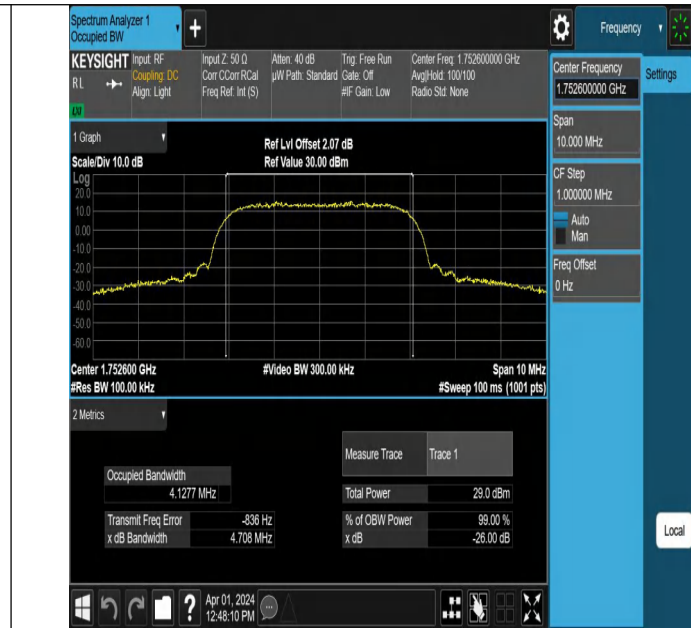 Spectrum Analyzer 1
Occupied BW
Frequency
KEYSIGHT
RL
Input: RF
Coupling: DC
Align: Light
Input Z: 50 Ω
Corr CCorr RCal
Freq Ref: Int (S)
Atten: 40 dB
µW Path: Standard
Trig: Free Run
Gate: Off
#IF Gain: Low
Center Freq: 1.752600000 GHz
Avg|Hold: 100/100
Radio Std: None
Center Frequency
1.752600000 GHz
Settings
Span
10.000 MHz
CF Step
1.000000 MHz
Auto
Man
Freq Offset
0 Hz
Local
1 Graph
Scale/Div 10.0 dB
Ref Lvl Offset 2.07 dB
Ref Value 30.00 dBm
Log
20.0
10.0
0.00
-10.0
-20.0
-30.0
-40.0
-50.0
-60.0
Center 1.752600 GHz
#Res BW 100.00 kHz
#Video BW 300.00 kHz
Span 10 MHz
#Sweep 100 ms (1001 pts)
2 Metrics
Measure Trace Trace 1
Occupied Bandwidth
4.1277 MHz
Total Power 29.0 dBm
Transmit Freq Error -836 Hz
% of OBW Power 99.00 %
x dB Bandwidth 4.708 MHz
x dB -26.00 dB
Apr 01, 2024
12:48:10 PM